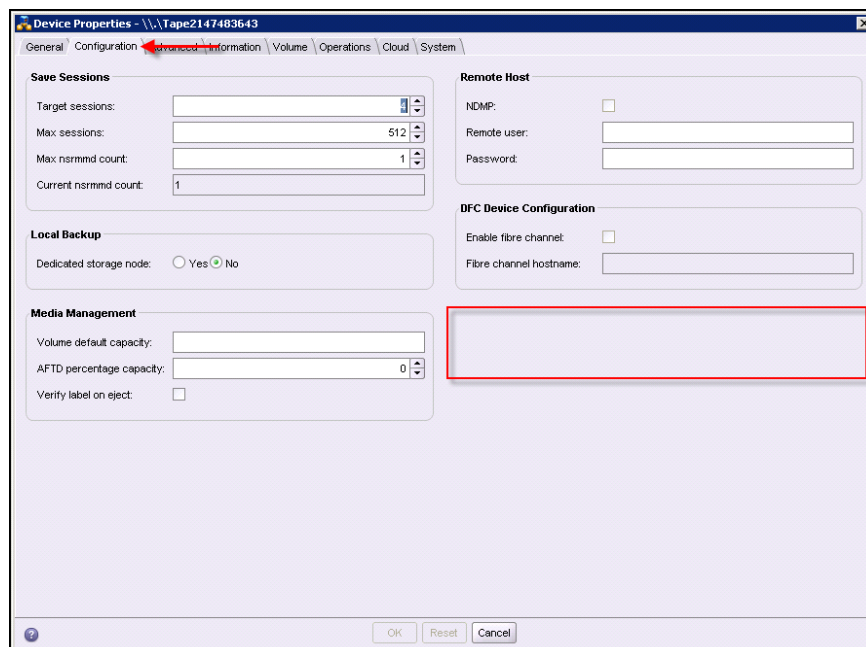 Device Properties - \\.\Tape2147483643
General Configuration Advanced Information Volume Operations Cloud System
Save Sessions
Target sessions: 4
Max sessions: 512
Max nsrmmd count: 1
Current nsrmmd count: 1
Local Backup
Dedicated storage node: Yes No
Media Management
Volume default capacity:
AFTD percentage capacity: 0
Verify label on eject:
Remote Host
NDMP:
Remote user:
Password:
DFC Device Configuration
Enable fibre channel:
Fibre channel hostname:
? OK Reset Cancel